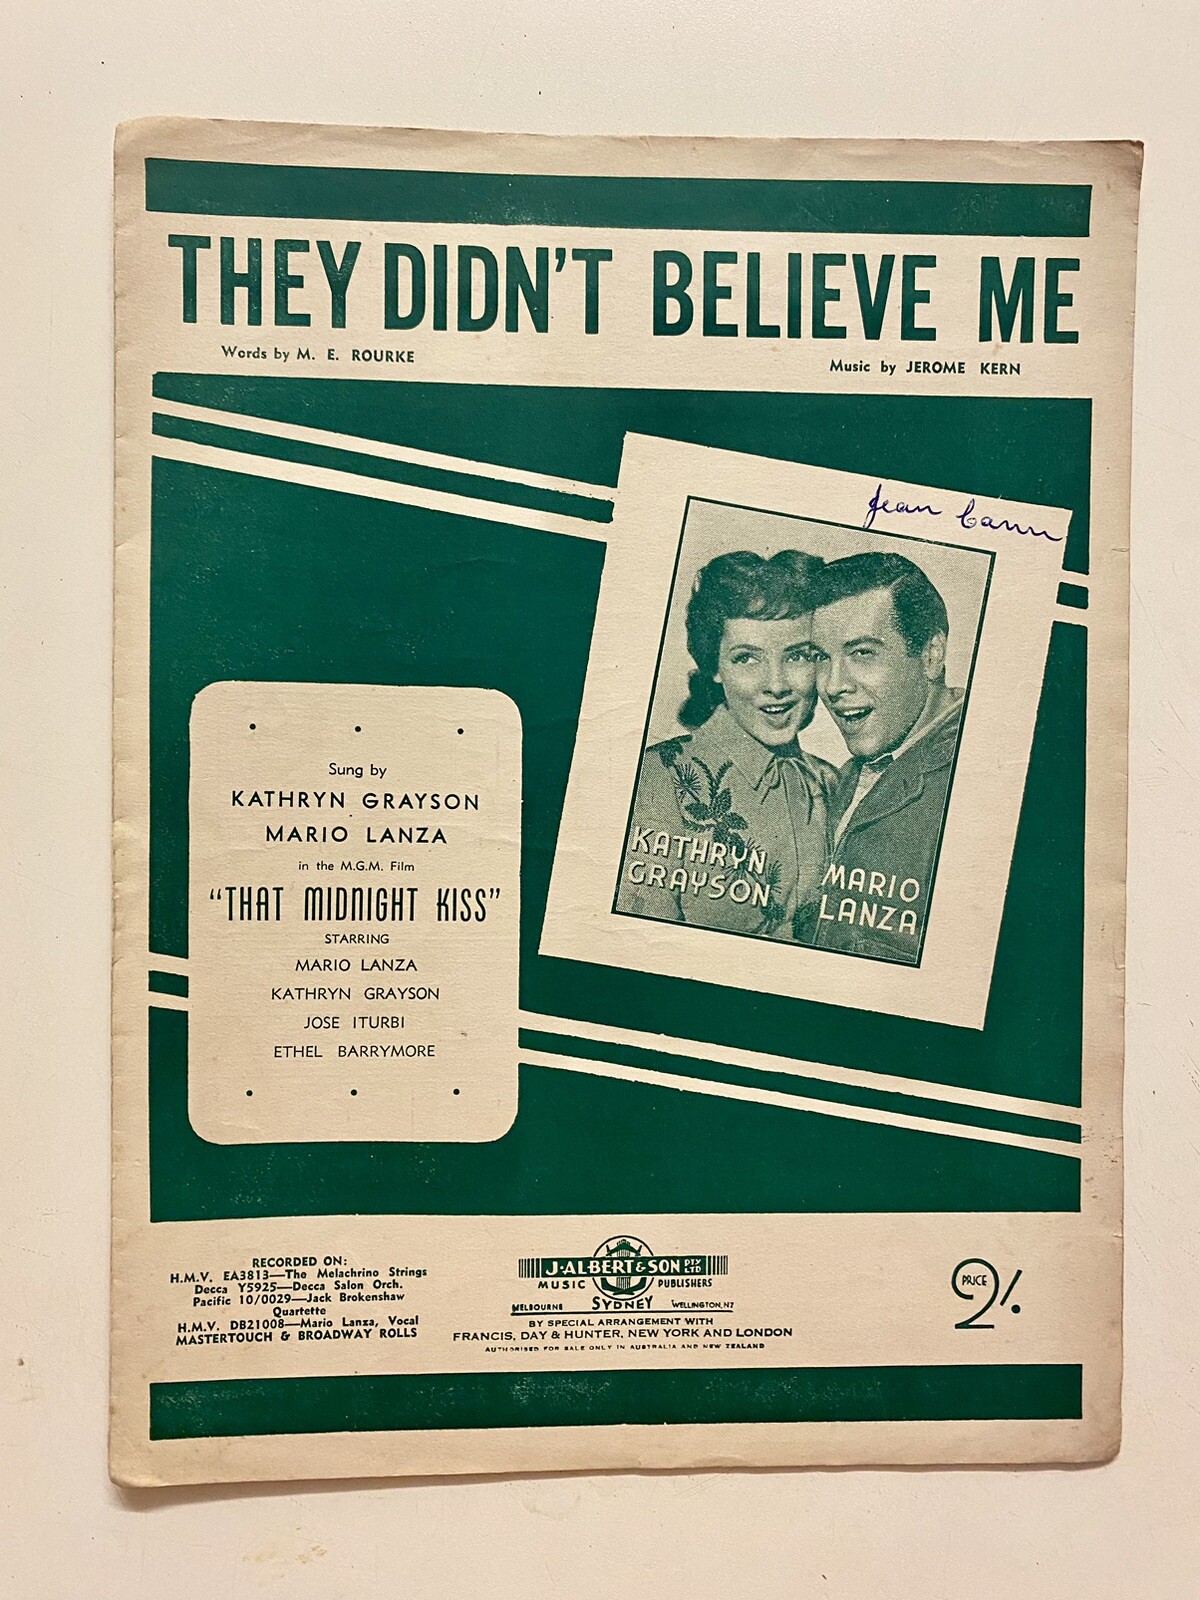 THEY DIDN'T BELIEVE ME
Words by M. E. ROURKE
Music by JEROME KERN
Jean Cann
KATHRYN GRAYSON
MARIO LANZA
Sung by
KATHRYN GRAYSON
MARIO LANZA
in the M.G.M. Film
"THAT MIDNIGHT KISS"
STARRING
MARIO LANZA
KATHRYN GRAYSON
JOSE ITURBI
ETHEL BARRYMORE
RECORDED ON:
H.M.V. EA3813—The Melachrino Strings
Decca Y5925—Decca Salon Orch.
Pacific 10/0029—Jack Brokenshaw
Quartette
H.M.V. DB21008—Mario Lanza, Vocal
MASTERTOUCH & BROADWAY ROLLS
J. ALBERT & SON PTY LTD
MUSIC PUBLISHERS
MELBOURNE SYDNEY WELLINGTON, NZ
BY SPECIAL ARRANGEMENT WITH
FRANCIS, DAY & HUNTER, NEW YORK AND LONDON
AUTHORISED FOR SALE ONLY IN AUSTRALIA AND NEW ZEALAND
PRICE 2/.